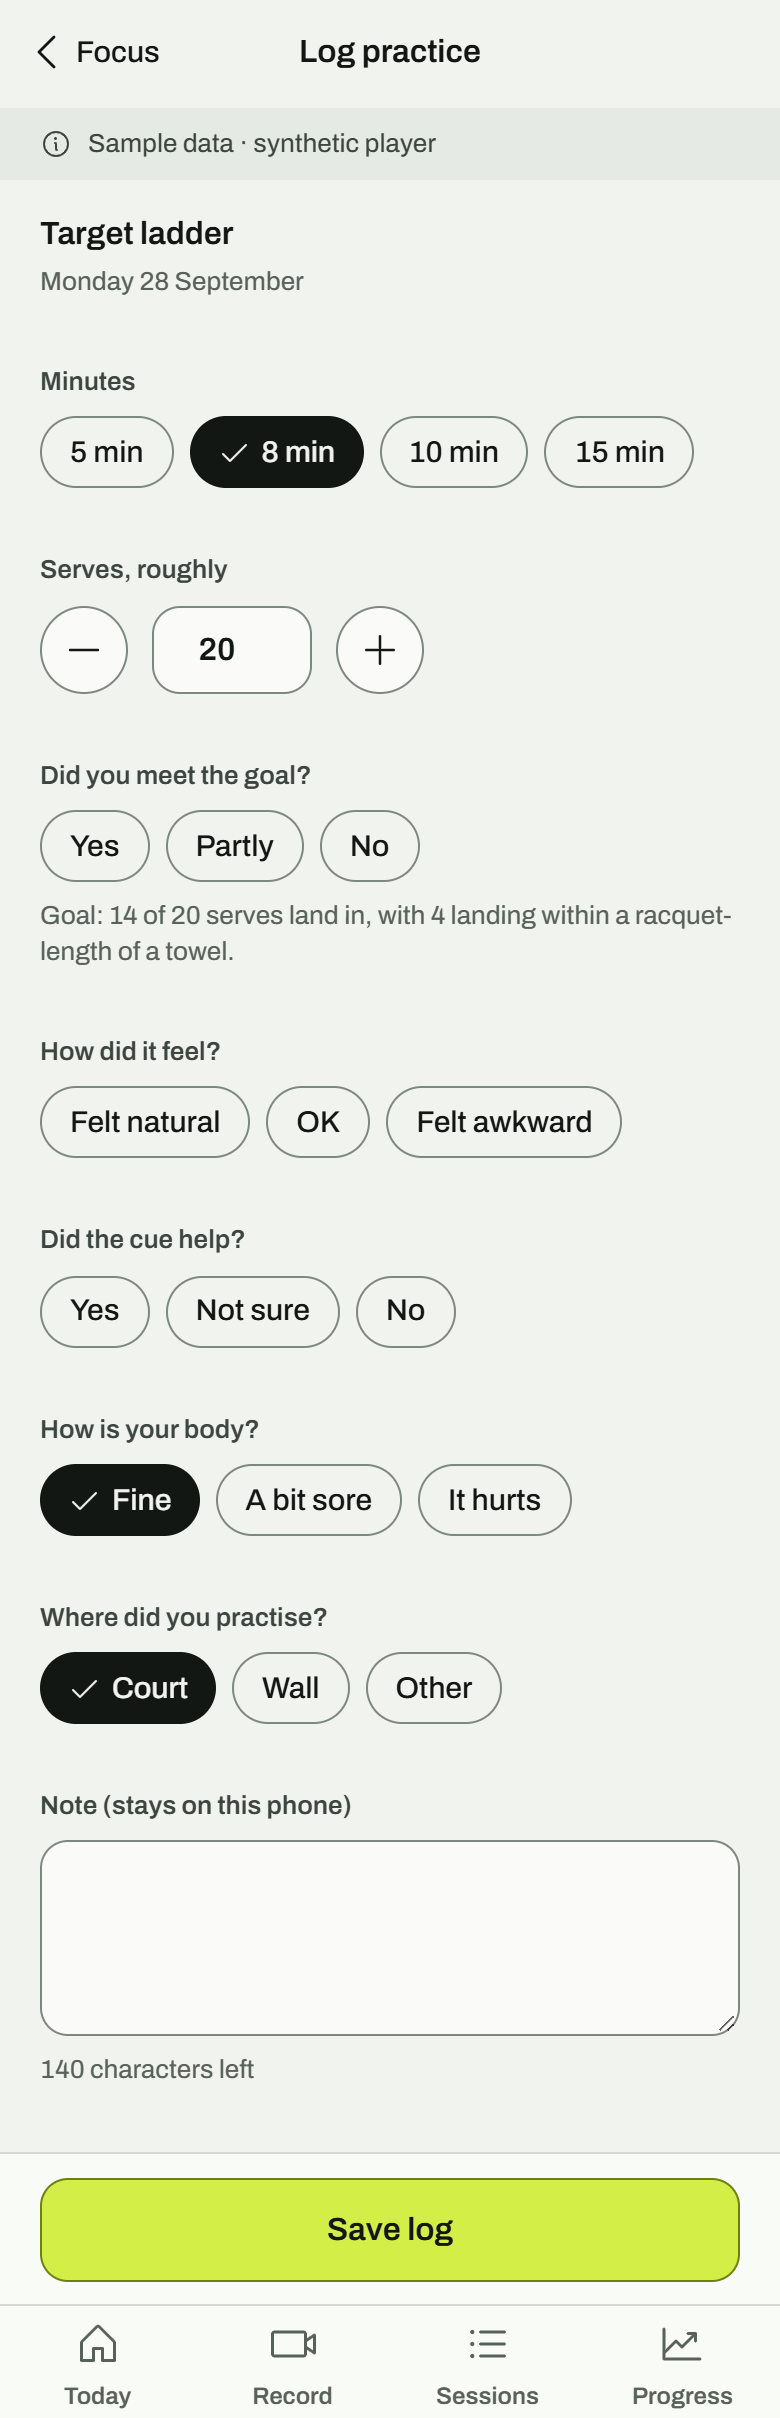 Focus
Log practice
Sample data · synthetic player
Target ladder
Monday 28 September
Minutes
5 min
8 min
10 min
15 min
Serves, roughly
20
Did you meet the goal?
Yes
Partly
No
Goal: 14 of 20 serves land in, with 4 landing within a racquet-
length of a towel.
How did it feel?
Felt natural
OK
Felt awkward
Did the cue help?
Yes
Not sure
No
How is your body?
Fine
A bit sore
It hurts
Where did you practise?
Court
Wall
Other
Note (stays on this phone)
140 characters left
Save log
Today
Record
Sessions
Progress